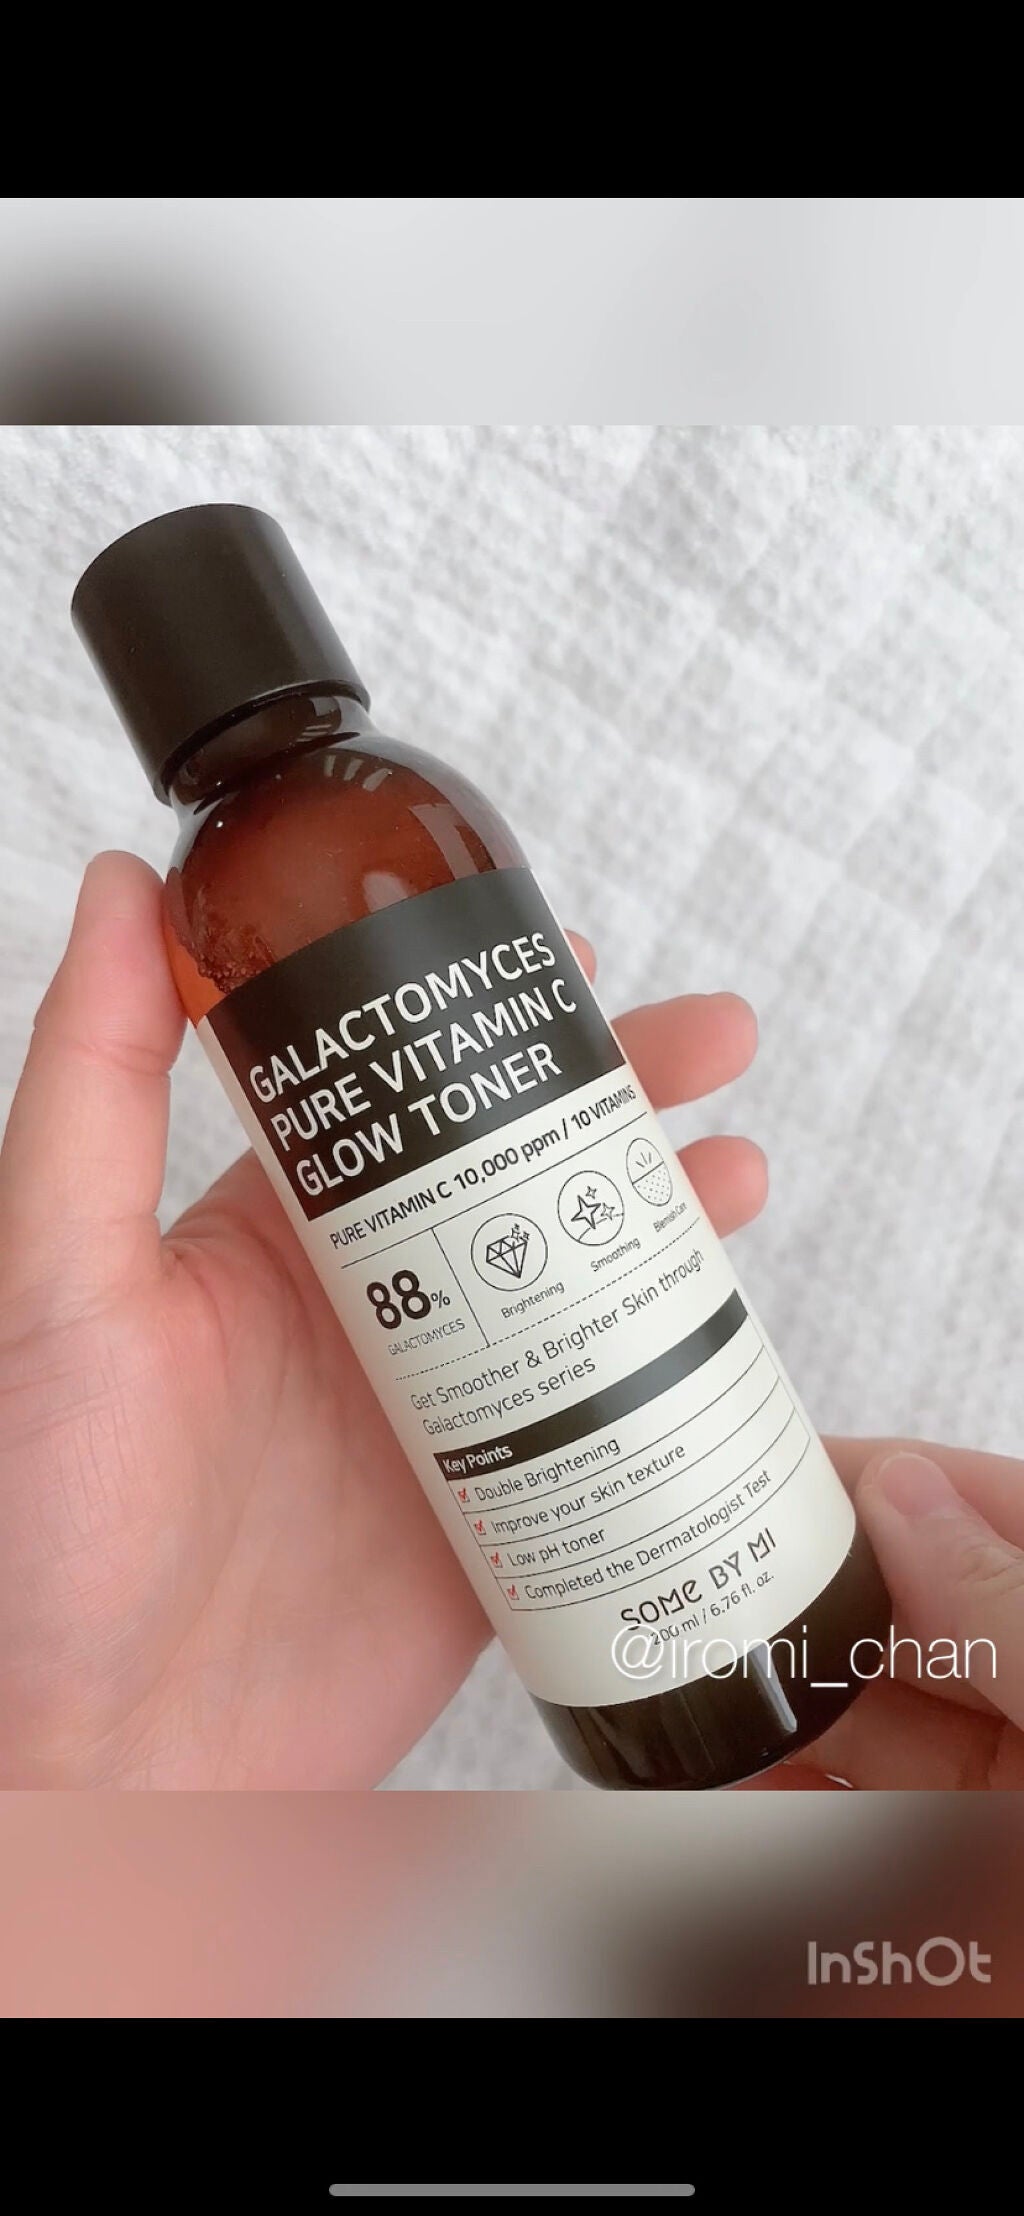 GALACTOMYCES
PURE VITAMIN C
GLOW TONER
PURE VITAMIN C 10,000 ppm / 10 VITAMINS
88%
GALACTOMYCES
Brightening
Smoothing
Blemish Care
Get Smoother & Brighter Skin through
Galactomyces series
Key Points
Double Brightening
Improve your skin texture
Low pH toner
Completed the Dermatologist Test
SOME BY MI
200 ml / 6.76 fl. oz.
@iromi_chan
InShOt